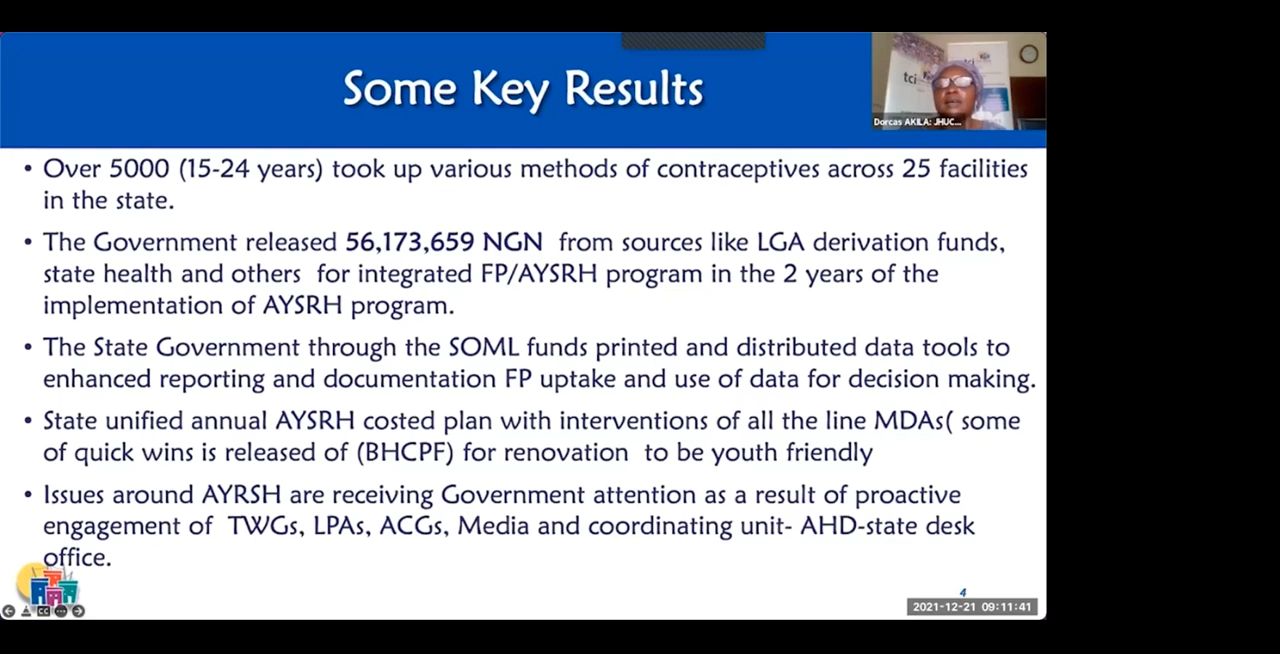 Some Key Results
tci
Dorcas AKILA: JHUC...
• Over 5000 (15-24 years) took up various methods of contraceptives across 25 facilities
in the state.
• The Government released 56,173,659 NGN from sources like LGA derivation funds,
state health and others for integrated FP/AYSRH program in the 2 years of the
implementation of AYSRH program.
• The State Government through the SOML funds printed and distributed data tools to
enhanced reporting and documentation FP uptake and use of data for decision making.
• State unified annual AYSRH costed plan with interventions of all the line MDAs( some
of quick wins is released of (BHCPF) for renovation to be youth friendly
• Issues around AYRSH are receiving Government attention as a result of proactive
engagement of TWGs, LPAs, ACGs, Media and coordinating unit- AHD-state desk
office.
4
2021-12-21 09:11:41